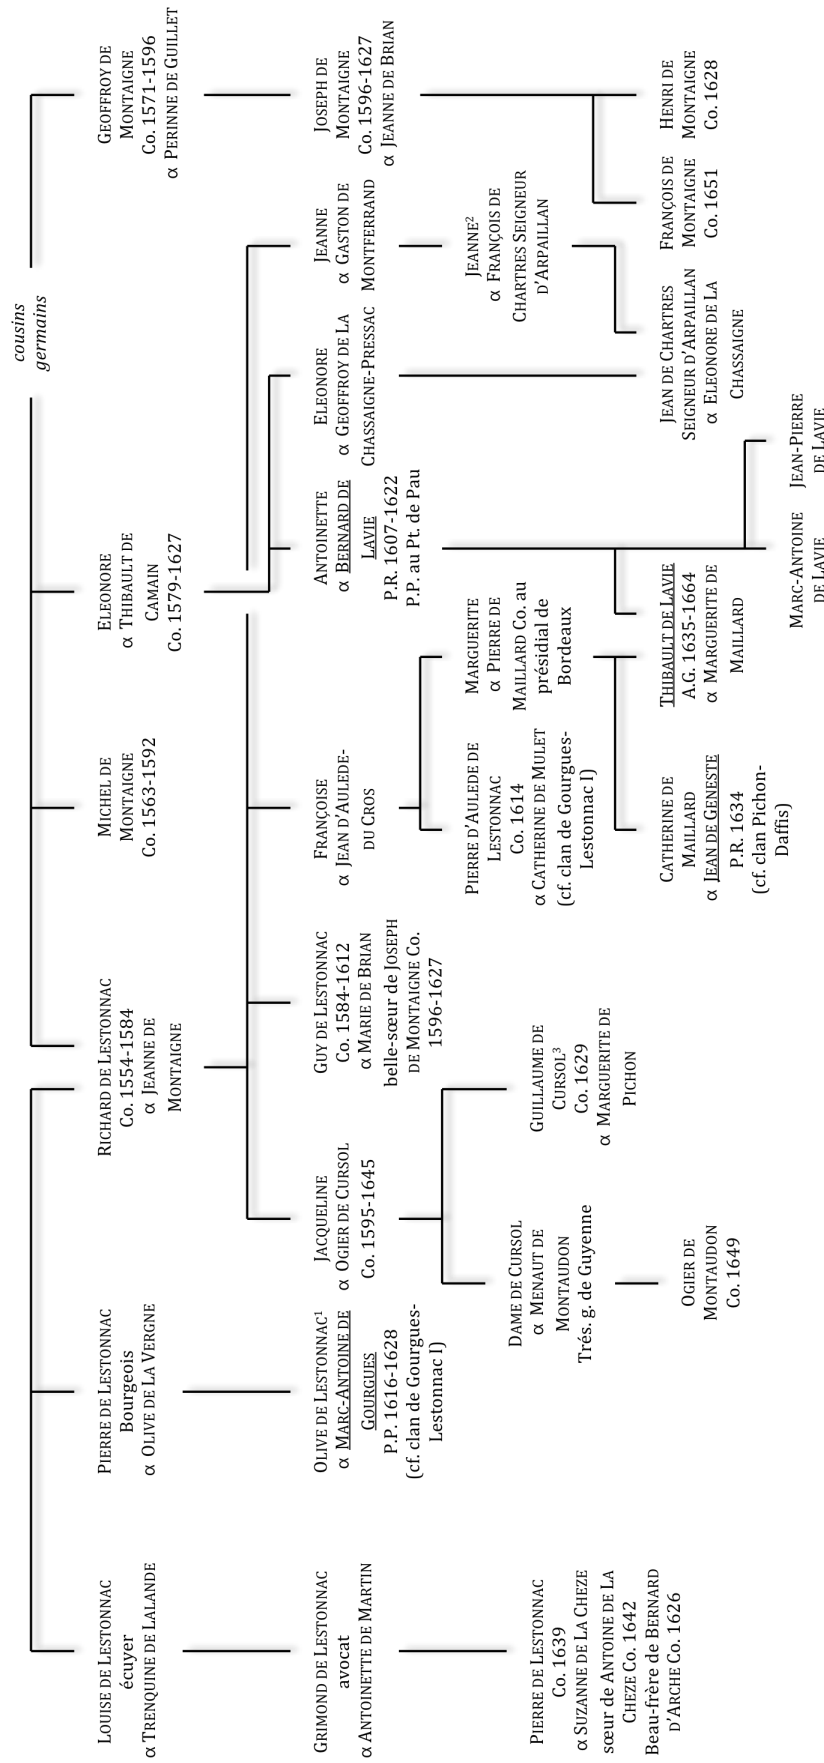 cousins
germains
LOUISE DE LESTONNAC
écuyer
α TRENQUINE DE LALANDE
PIERRE DE LESTONNAC
Bourgeois
α OLIVE DE LA VERGNE
RICHARD DE LESTONNAC
Co. 1554-1584
α JEANNE DE
MONTAIGNE
MICHEL DE
MONTAIGNE
Co. 1563-1592
ELEONORE
α THIBAULT DE
CAMAIN
Co. 1579-1627
GEOFFROY DE
MONTAIGNE
Co. 1571-1596
α PERINNE DE GUILLET
GRIMOND DE LESTONNAC
avocat
α ANTOINETTE DE MARTIN
OLIVE DE LESTONNAC¹
α MARC-ANTOINE DE
GOURGUES
P.P. 1616-1628
(cf. clan de Gourgues-
Lestonnac I)
JACQUELINE
α OGIER DE CURSOL
Co. 1595-1645
GUY DE LESTONNAC
Co. 1584-1612
α MARIE DE BRIAN
belle-sœur de JOSEPH
DE MONTAIGNE Co.
1596-1627
FRANÇOISE
α JEAN D'AULEDE-
DU CROS
ANTOINETTE
α BERNARD DE
LAVIE
P.R. 1607-1622
P.P. au Pt. de Pau
ELEONORE
α GEOFFROY DE LA
CHASSAIGNE-PRESSAC
JEANNE
α GASTON DE
MONTFERRAND
JOSEPH DE
MONTAIGNE
Co. 1596-1627
α JEANNE DE BRIAN
PIERRE DE LESTONNAC
Co. 1639
α SUZANNE DE LA CHEZE
sœur de ANTOINE DE LA
CHEZE Co. 1642
Beau-frère de BERNARD
D'ARCHE Co. 1626
DAME DE CURSOL
α MENAUT DE
MONTAUDON
Trés. g. de Guyenne
GUILLAUME DE
CURSOL³
Co. 1629
α MARGUERITE DE
PICHON
PIERRE D'AULEDE DE
LESTONNAC
Co. 1614
α CATHERINE DE MULET
(cf. clan de Gourgues-
Lestonnac I)
MARGUERITE
α PIERRE DE
MAILLARD Co. au
présidial de
Bordeaux
JEANNE²
α FRANÇOIS DE
CHARTRES SEIGNEUR
D'ARPAILLAN
OGIER DE
MONTAUDON
Co. 1649
CATHERINE DE
MAILLARD
α JEAN DE GENESTE
P.R. 1634
(cf. clan Pichon-
Daffis)
THIBAULT DE LAVIE
A.G. 1635-1664
α MARGUERITE DE
MAILLARD
JEAN DE CHARTRES
SEIGNEUR D'ARPAILLAN
α ELEONORE DE LA
CHASSAIGNE
FRANÇOIS DE
MONTAIGNE
Co. 1651
HENRI DE
MONTAIGNE
Co. 1628
MARC-ANTOINE
DE LAVIE
JEAN-PIERRE
DE LAVIE